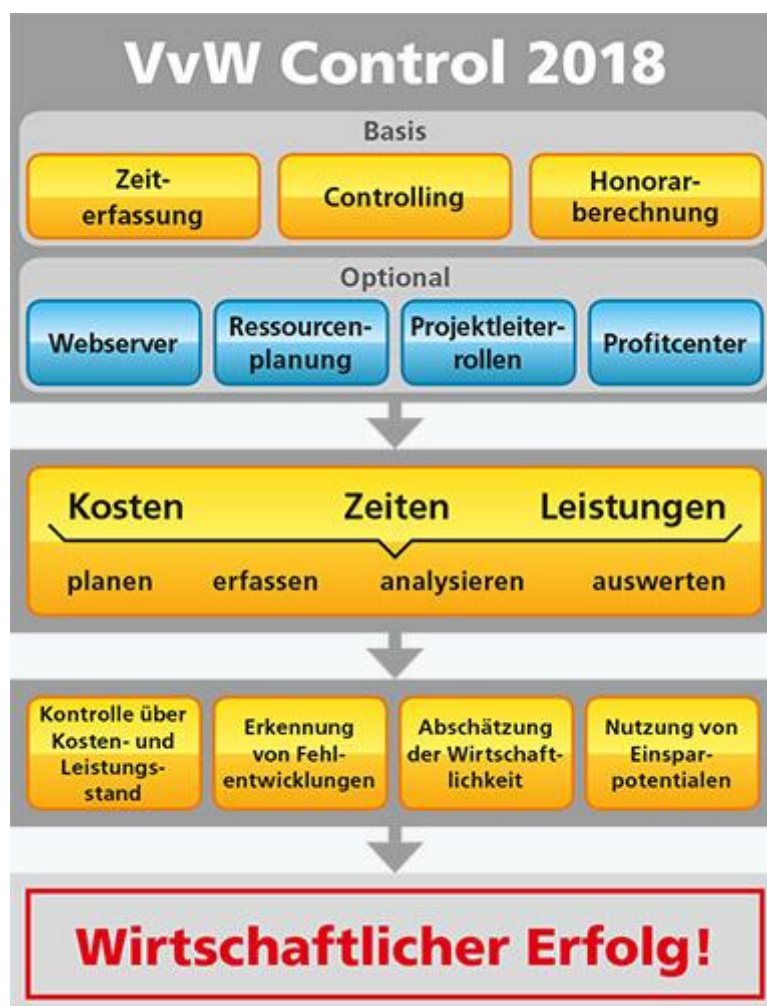 VvW Control 2018
Basis
Zeit-
erfassung
Controlling
Honorar-
berechnung
Optional
Webserver
Ressourcen-
planung
Projektleiter-
rollen
Profitcenter
Kosten Zeiten Leistungen
planen erfassen analysieren auswerten
Kontrolle über
Kosten- und
Leistungs-
stand
Erkennung
von Fehl-
entwicklungen
Abschätzung
der Wirtschaft-
lichkeit
Nutzung von
Einspar-
potentialen
Wirtschaftlicher Erfolg!